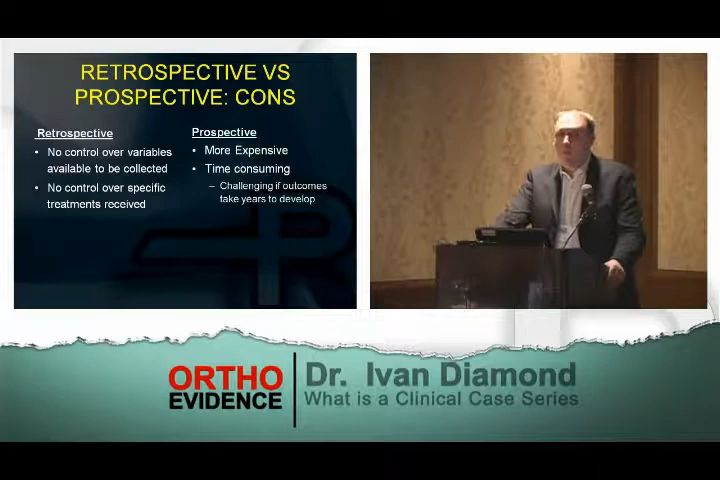 RETROSPECTIVE VS
PROSPECTIVE: CONS
Retrospective
• No control over variables
available to be collected
• No control over specific
treatments received
Prospective
• More Expensive
• Time consuming
– Challenging if outcomes
take years to develop
ORTHO
EVIDENCE
Dr. Ivan Diamond
What is a Clinical Case Series